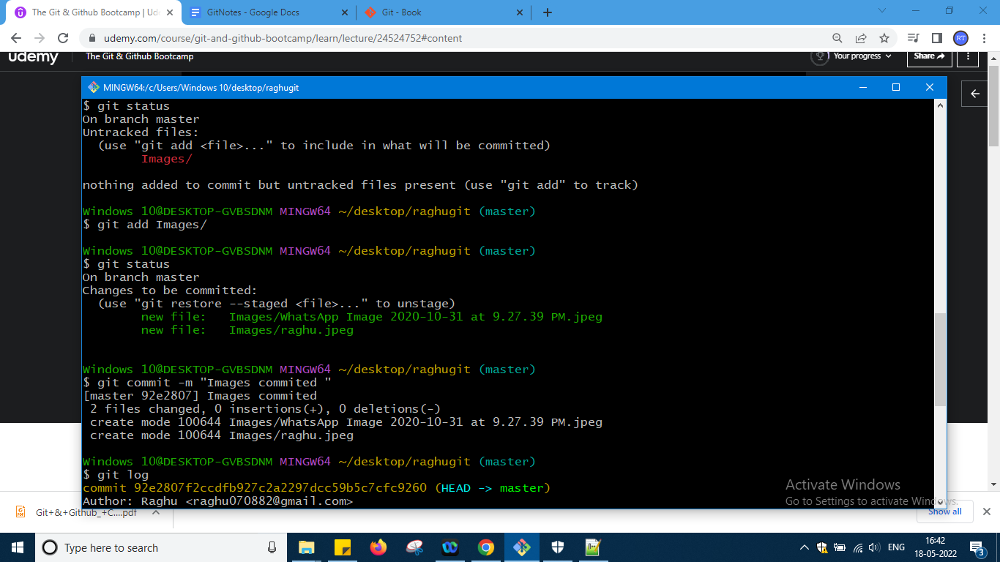 The Git & Github Bootcamp | Ud
GitNotes - Google Docs
Git - Book
udemy.com/course/git-and-github-bootcamp/learn/lecture/24524752#content
RT
udemy
The Git & Github Bootcamp
Your progress
Share
MINGW64:/c/Users/Windows 10/desktop/raghugit
$ git status
On branch master
Untracked files:
  (use "git add <file>..." to include in what will be committed)
        Images/
nothing added to commit but untracked files present (use "git add" to track)
Windows 10@DESKTOP-GVBSDNM MINGW64 ~/desktop/raghugit (master)
$ git add Images/
Windows 10@DESKTOP-GVBSDNM MINGW64 ~/desktop/raghugit (master)
$ git status
On branch master
Changes to be committed:
  (use "git restore --staged <file>..." to unstage)
        new file:   Images/WhatsApp Image 2020-10-31 at 9.27.39 PM.jpeg
        new file:   Images/raghu.jpeg
Windows 10@DESKTOP-GVBSDNM MINGW64 ~/desktop/raghugit (master)
$ git commit -m "Images commited "
[master 92e2807] Images commited
 2 files changed, 0 insertions(+), 0 deletions(-)
 create mode 100644 Images/WhatsApp Image 2020-10-31 at 9.27.39 PM.jpeg
 create mode 100644 Images/raghu.jpeg
Windows 10@DESKTOP-GVBSDNM MINGW64 ~/desktop/raghugit (master)
$ git log
commit 92e2807f2ccdfb927c2a2297dcc59b5c7cfc9260 (HEAD -> master)
Author: Raghu <raghu070882@gmail.com>
Activate Windows
Go to Settings to activate Windows.
Git+&+Github_+C....pdf
Show all
Type here to search
ENG
16:42
18-05-2022
3